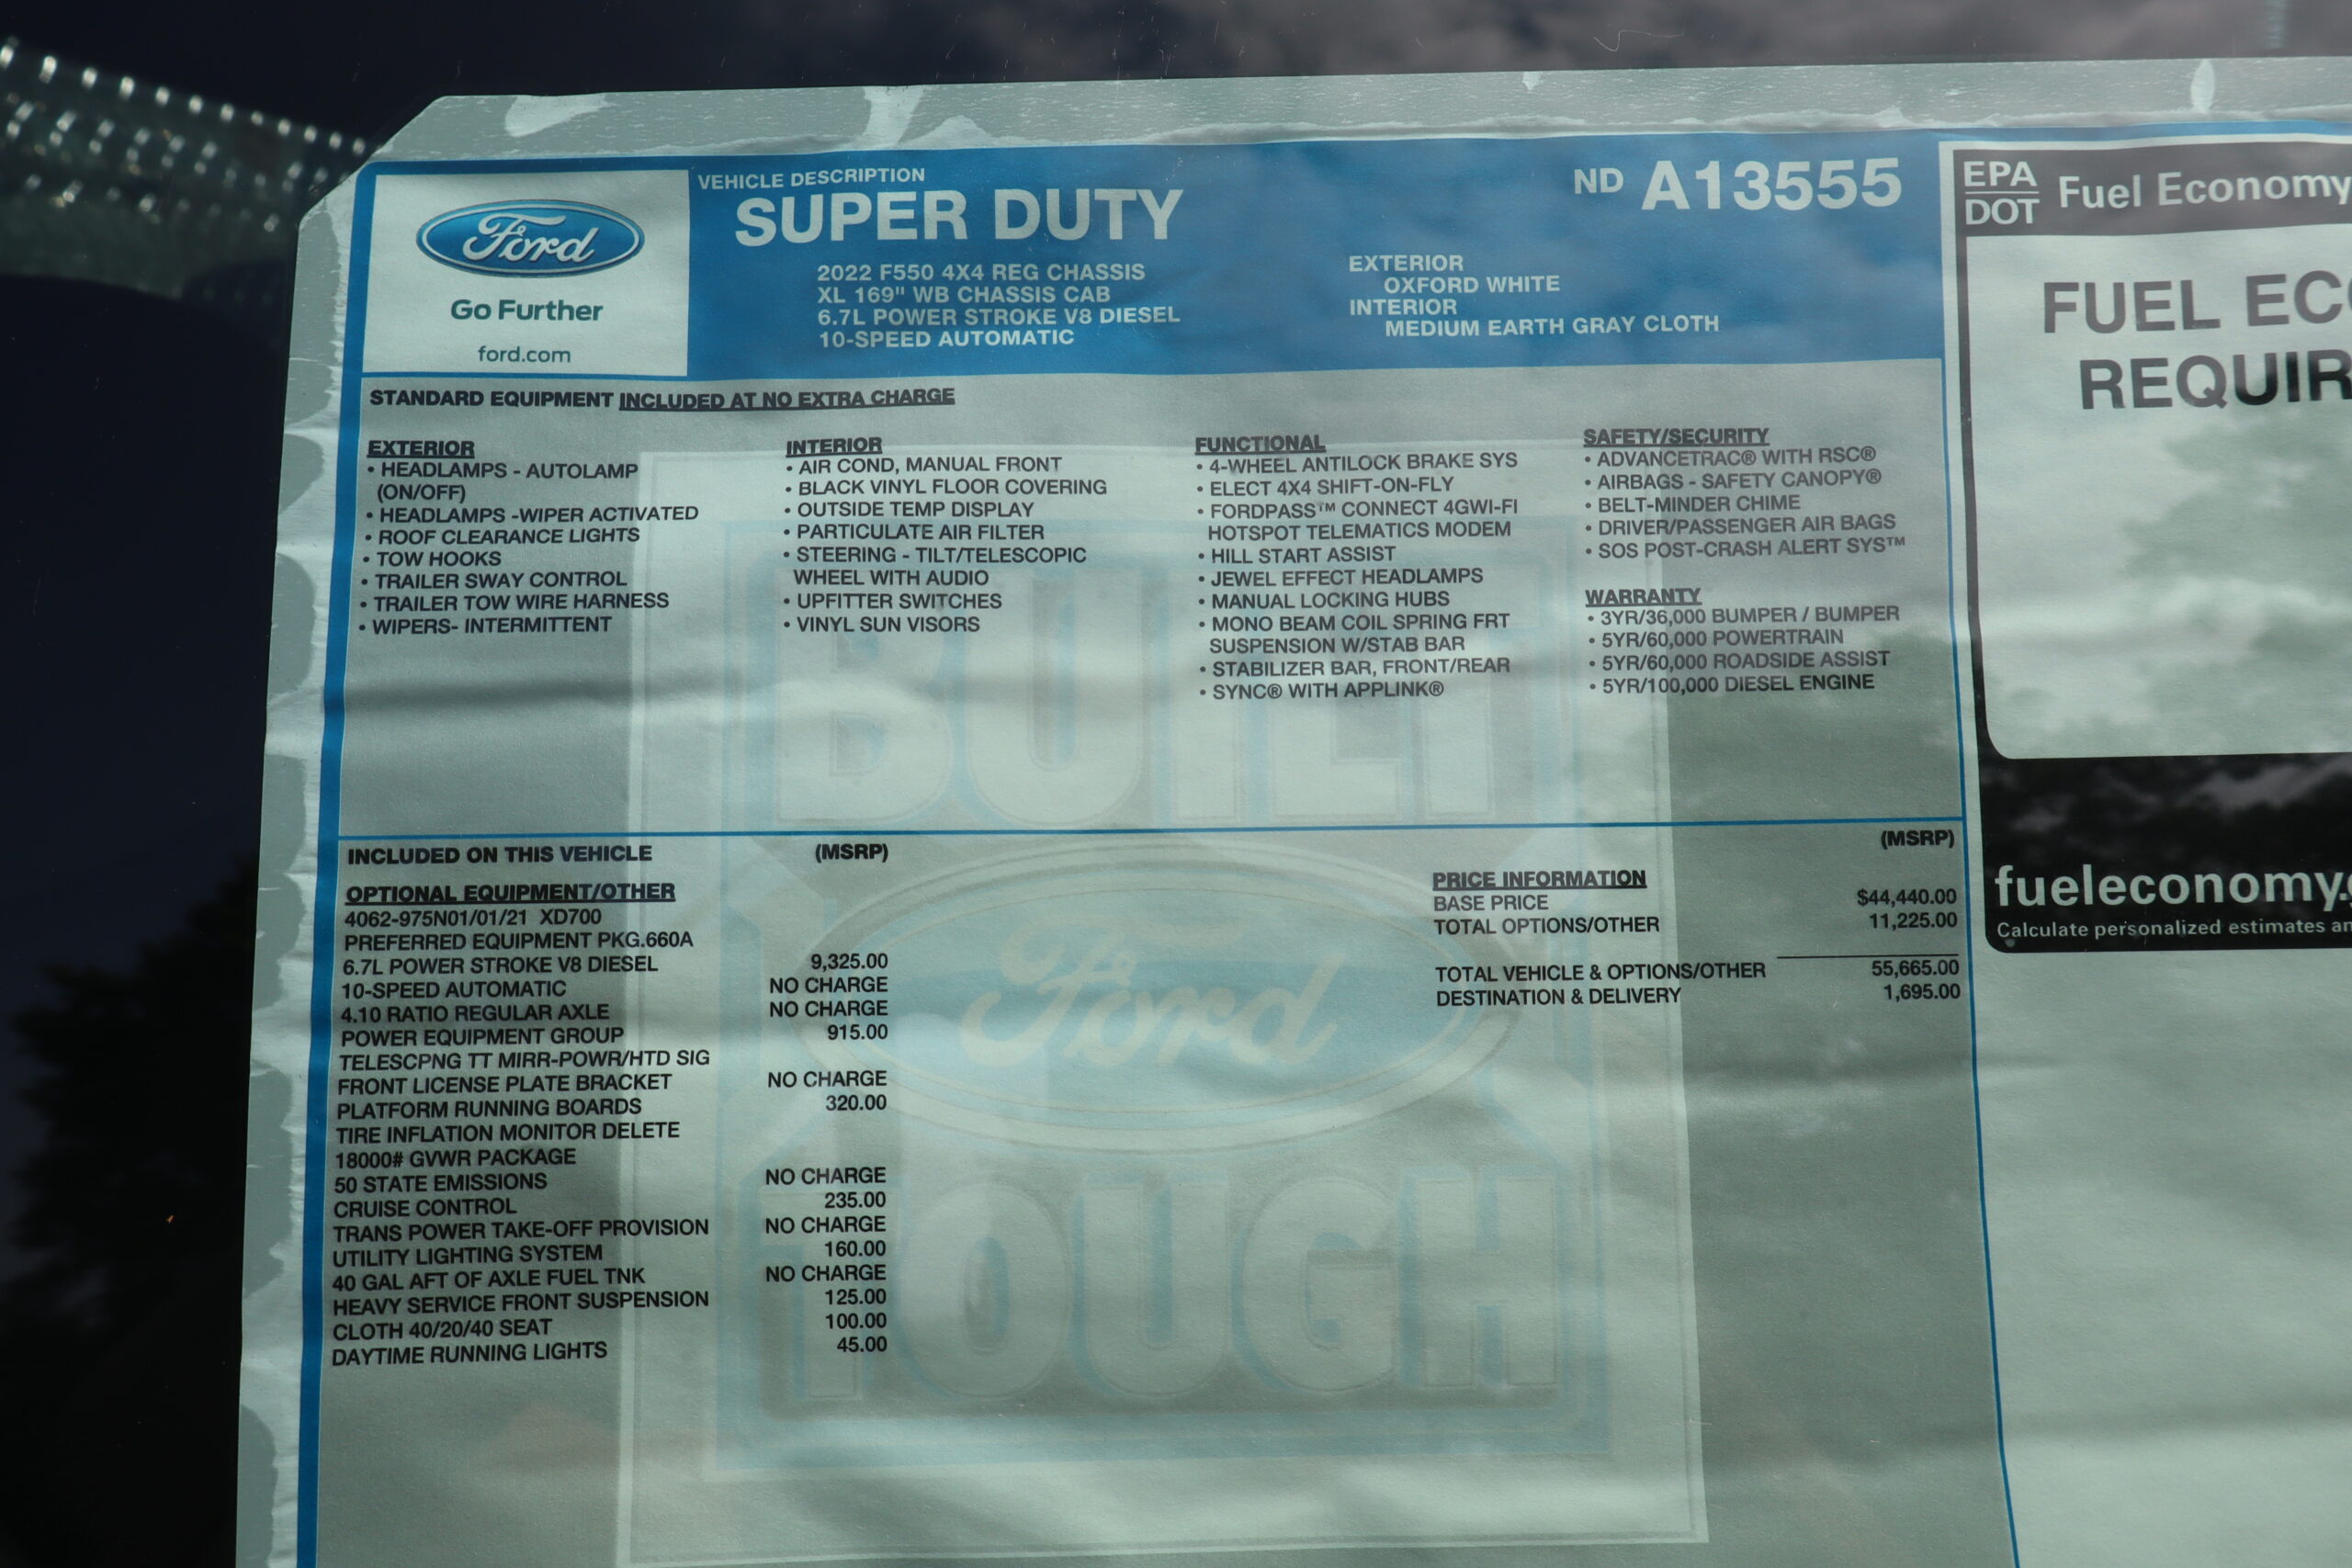 Ford
Go Further
ford.com
VEHICLE DESCRIPTION
SUPER DUTY
2022 F550 4X4 REG CHASSIS
XL 169" WB CHASSIS CAB
6.7L POWER STROKE V8 DIESEL
10-SPEED AUTOMATIC
ND A13555
EXTERIOR
OXFORD WHITE
INTERIOR
MEDIUM EARTH GRAY CLOTH
STANDARD EQUIPMENT INCLUDED AT NO EXTRA CHARGE
EXTERIOR
• HEADLAMPS - AUTOLAMP
(ON/OFF)
• HEADLAMPS -WIPER ACTIVATED
• ROOF CLEARANCE LIGHTS
• TOW HOOKS
• TRAILER SWAY CONTROL
• TRAILER TOW WIRE HARNESS
• WIPERS- INTERMITTENT
INTERIOR
• AIR COND, MANUAL FRONT
• BLACK VINYL FLOOR COVERING
• OUTSIDE TEMP DISPLAY
• PARTICULATE AIR FILTER
• STEERING - TILT/TELESCOPIC
WHEEL WITH AUDIO
• UPFITTER SWITCHES
• VINYL SUN VISORS
FUNCTIONAL
• 4-WHEEL ANTILOCK BRAKE SYS
• ELECT 4X4 SHIFT-ON-FLY
• FORDPASS™ CONNECT 4GWI-FI
HOTSPOT TELEMATICS MODEM
• HILL START ASSIST
• JEWEL EFFECT HEADLAMPS
• MANUAL LOCKING HUBS
• MONO BEAM COIL SPRING FRT
SUSPENSION W/STAB BAR
• STABILIZER BAR, FRONT/REAR
• SYNC® WITH APPLINK®
SAFETY/SECURITY
• ADVANCETRAC® WITH RSC®
• AIRBAGS - SAFETY CANOPY®
• BELT-MINDER CHIME
• DRIVER/PASSENGER AIR BAGS
• SOS POST-CRASH ALERT SYS™
WARRANTY
• 3YR/36,000 BUMPER / BUMPER
• 5YR/60,000 POWERTRAIN
• 5YR/60,000 ROADSIDE ASSIST
• 5YR/100,000 DIESEL ENGINE
INCLUDED ON THIS VEHICLE (MSRP)
OPTIONAL EQUIPMENT/OTHER
4062-975N01/01/21 XD700
PREFERRED EQUIPMENT PKG.660A
6.7L POWER STROKE V8 DIESEL 9,325.00
10-SPEED AUTOMATIC NO CHARGE
4.10 RATIO REGULAR AXLE NO CHARGE
POWER EQUIPMENT GROUP 915.00
TELESCPNG TT MIRR-POWR/HTD SIG
FRONT LICENSE PLATE BRACKET NO CHARGE
PLATFORM RUNNING BOARDS 320.00
TIRE INFLATION MONITOR DELETE
18000# GVWR PACKAGE
50 STATE EMISSIONS NO CHARGE
CRUISE CONTROL 235.00
TRANS POWER TAKE-OFF PROVISION NO CHARGE
UTILITY LIGHTING SYSTEM 160.00
40 GAL AFT OF AXLE FUEL TNK NO CHARGE
HEAVY SERVICE FRONT SUSPENSION 125.00
CLOTH 40/20/40 SEAT 100.00
DAYTIME RUNNING LIGHTS 45.00
(MSRP)
PRICE INFORMATION
BASE PRICE $44,440.00
TOTAL OPTIONS/OTHER 11,225.00
TOTAL VEHICLE & OPTIONS/OTHER 55,665.00
DESTINATION & DELIVERY 1,695.00
BUILT
Ford
TOUGH
EPA
DOT
Fuel Economy
FUEL EC
REQUIR
fueleconomy.
Calculate personalized estimates an